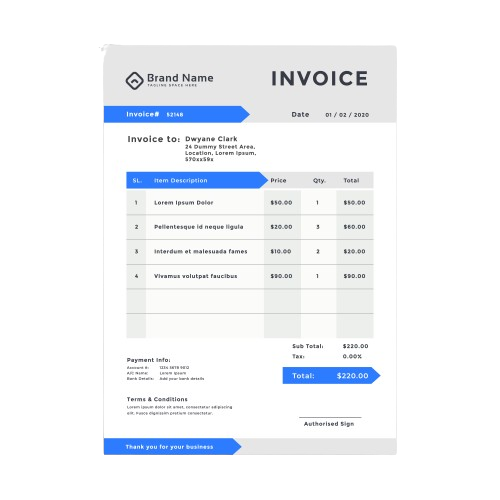 Brand Name
TAGLINE SPACE HERE
INVOICE
Invoice# 52148
Date 01 / 02 / 2020
Invoice to: Dwyane Clark
24 Dummy Street Area,
Location, Lorem Ipsum,
570xx59x
SL. Item Description Price Qty. Total
1 Lorem Ipsum Dolor $50.00 1 $50.00
2 Pellentesque id neque ligula $20.00 3 $60.00
3 Interdum et malesuada fames $10.00 2 $20.00
4 Vivamus volutpat faucibus $90.00 1 $90.00
Sub Total: $220.00
Tax: 0.00%
Total: $220.00
Payment Info:
Account #: 1234 5678 9012
A/C Name: Lorem Ipsum
Bank Details: Add your bank details
Terms & Conditions
Lorem ipsum dolor sit amet, consectetur adipiscing
elit. Fusce dignissim pretium consectetur.
Authorised Sign
Thank you for your business